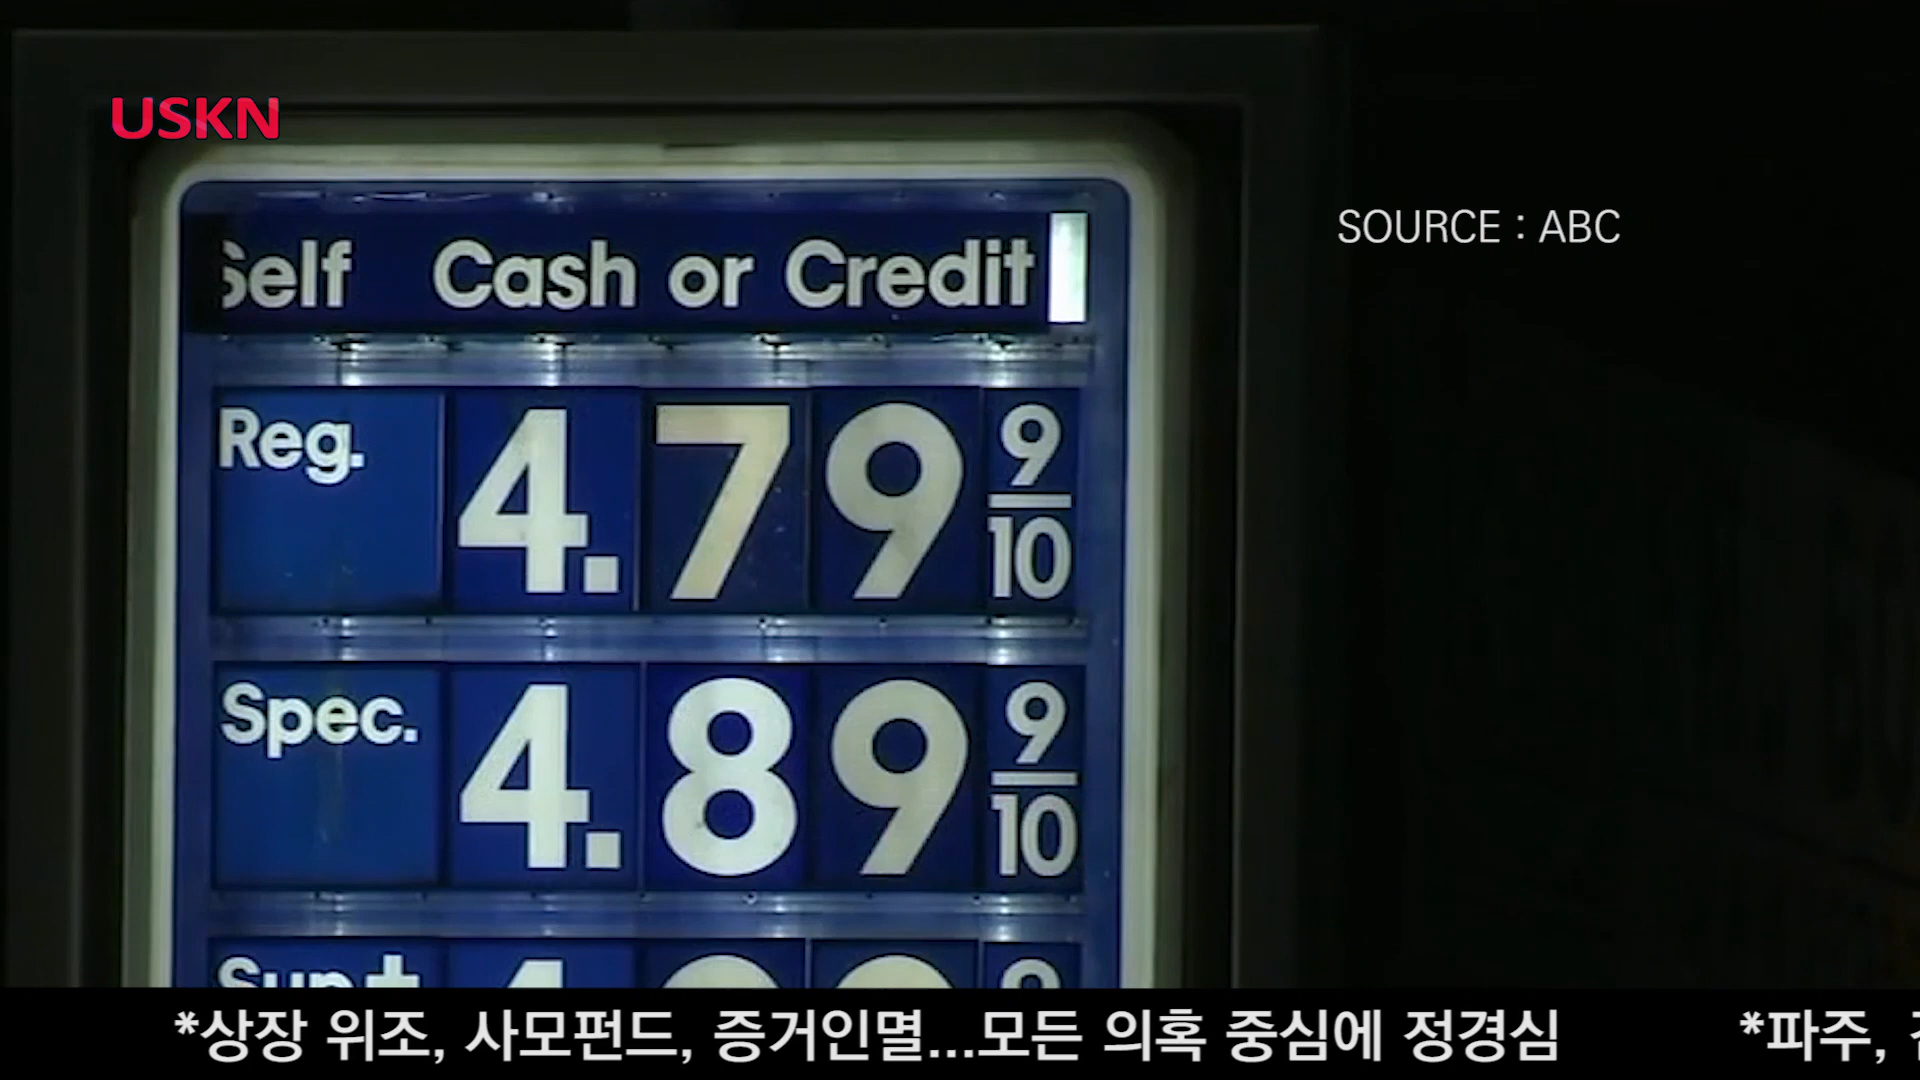 USKN
SOURCE : ABC
Self Cash or Credit
Reg. 4.79 9/10
Spec. 4.89 9/10
*상장 위조, 사모펀드, 증거인멸...모든 의혹 중심에 정경심 *파주,